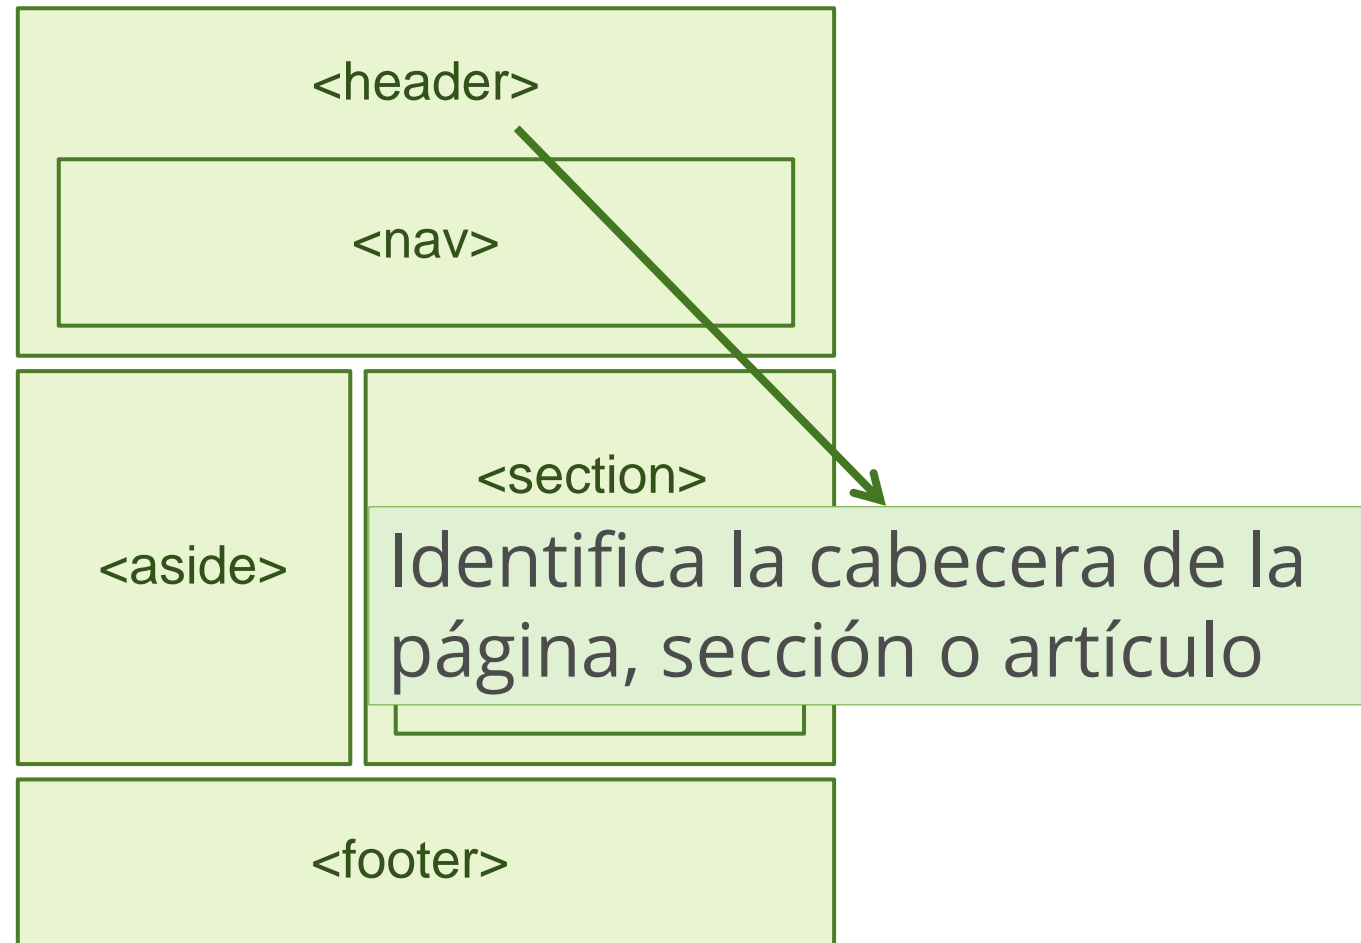 <header>
<nav>
<section>
<aside>
Identifica la cabecera de la
página, sección o artículo
<footer>